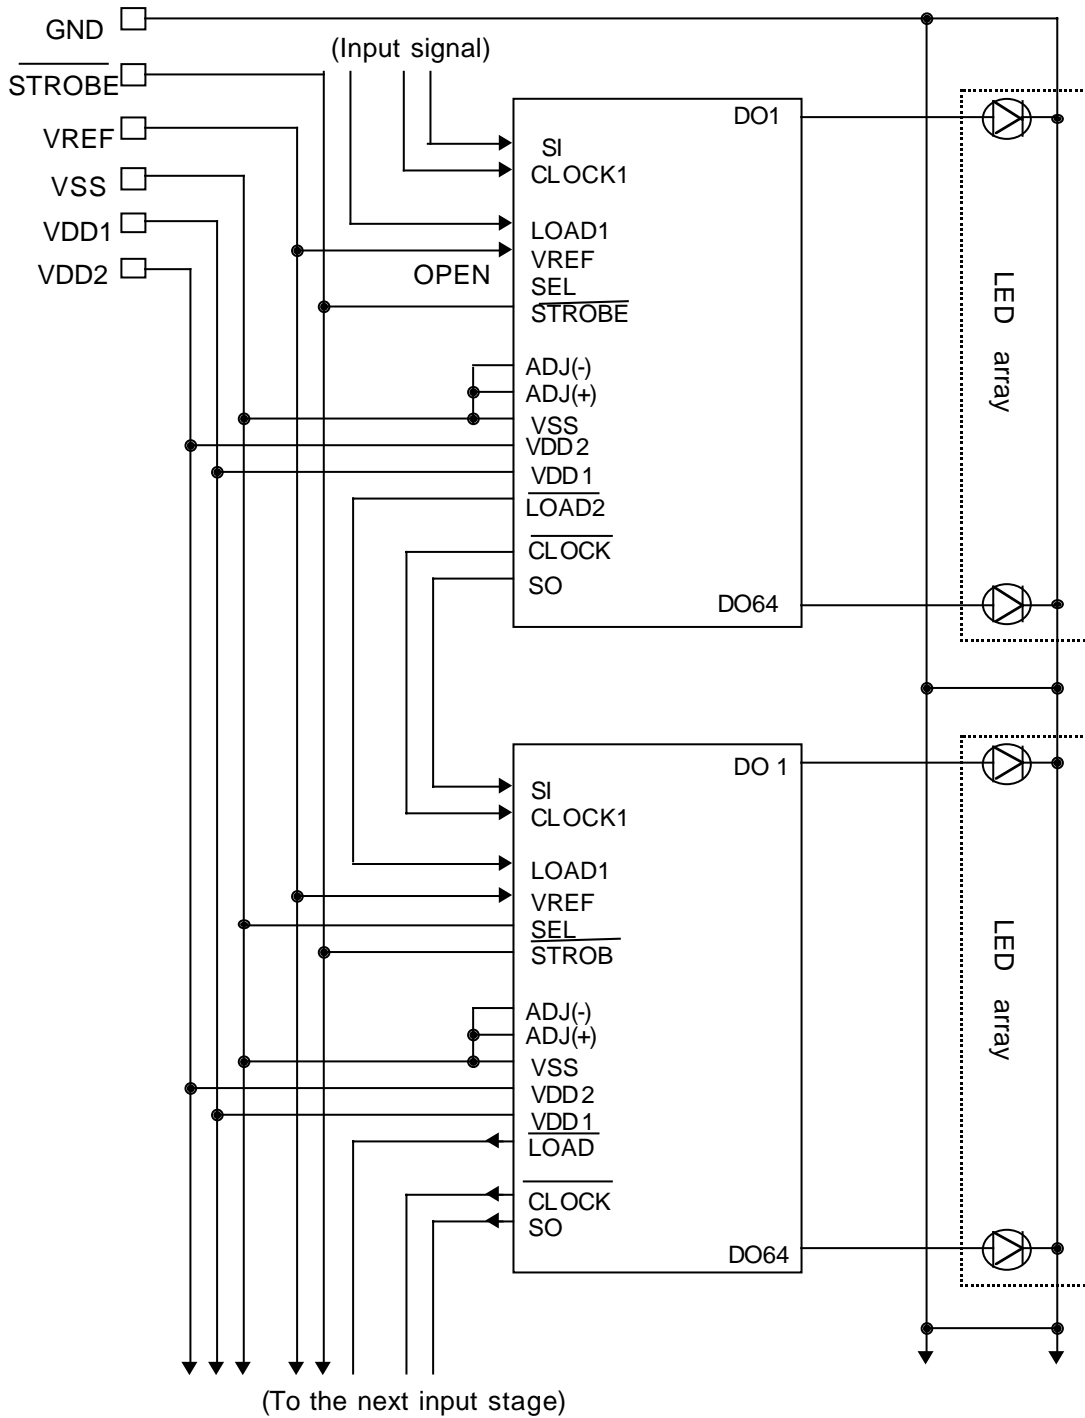 GND
STROBE
VREF
VSS
VDD1
VDD2
(Input signal)
OPEN
DO1
SI
CLOCK1
LOAD1
VREF
SEL
STROBE
ADJ(-)
ADJ(+)
VSS
VDD2
VDD1
LOAD2
CLOCK
SO
DO64
LED array
DO 1
SI
CLOCK1
LOAD1
VREF
SEL
STROB
ADJ(-)
ADJ(+)
VSS
VDD2
VDD1
LOAD
CLOCK
SO
DO64
LED array
(To the next input stage)